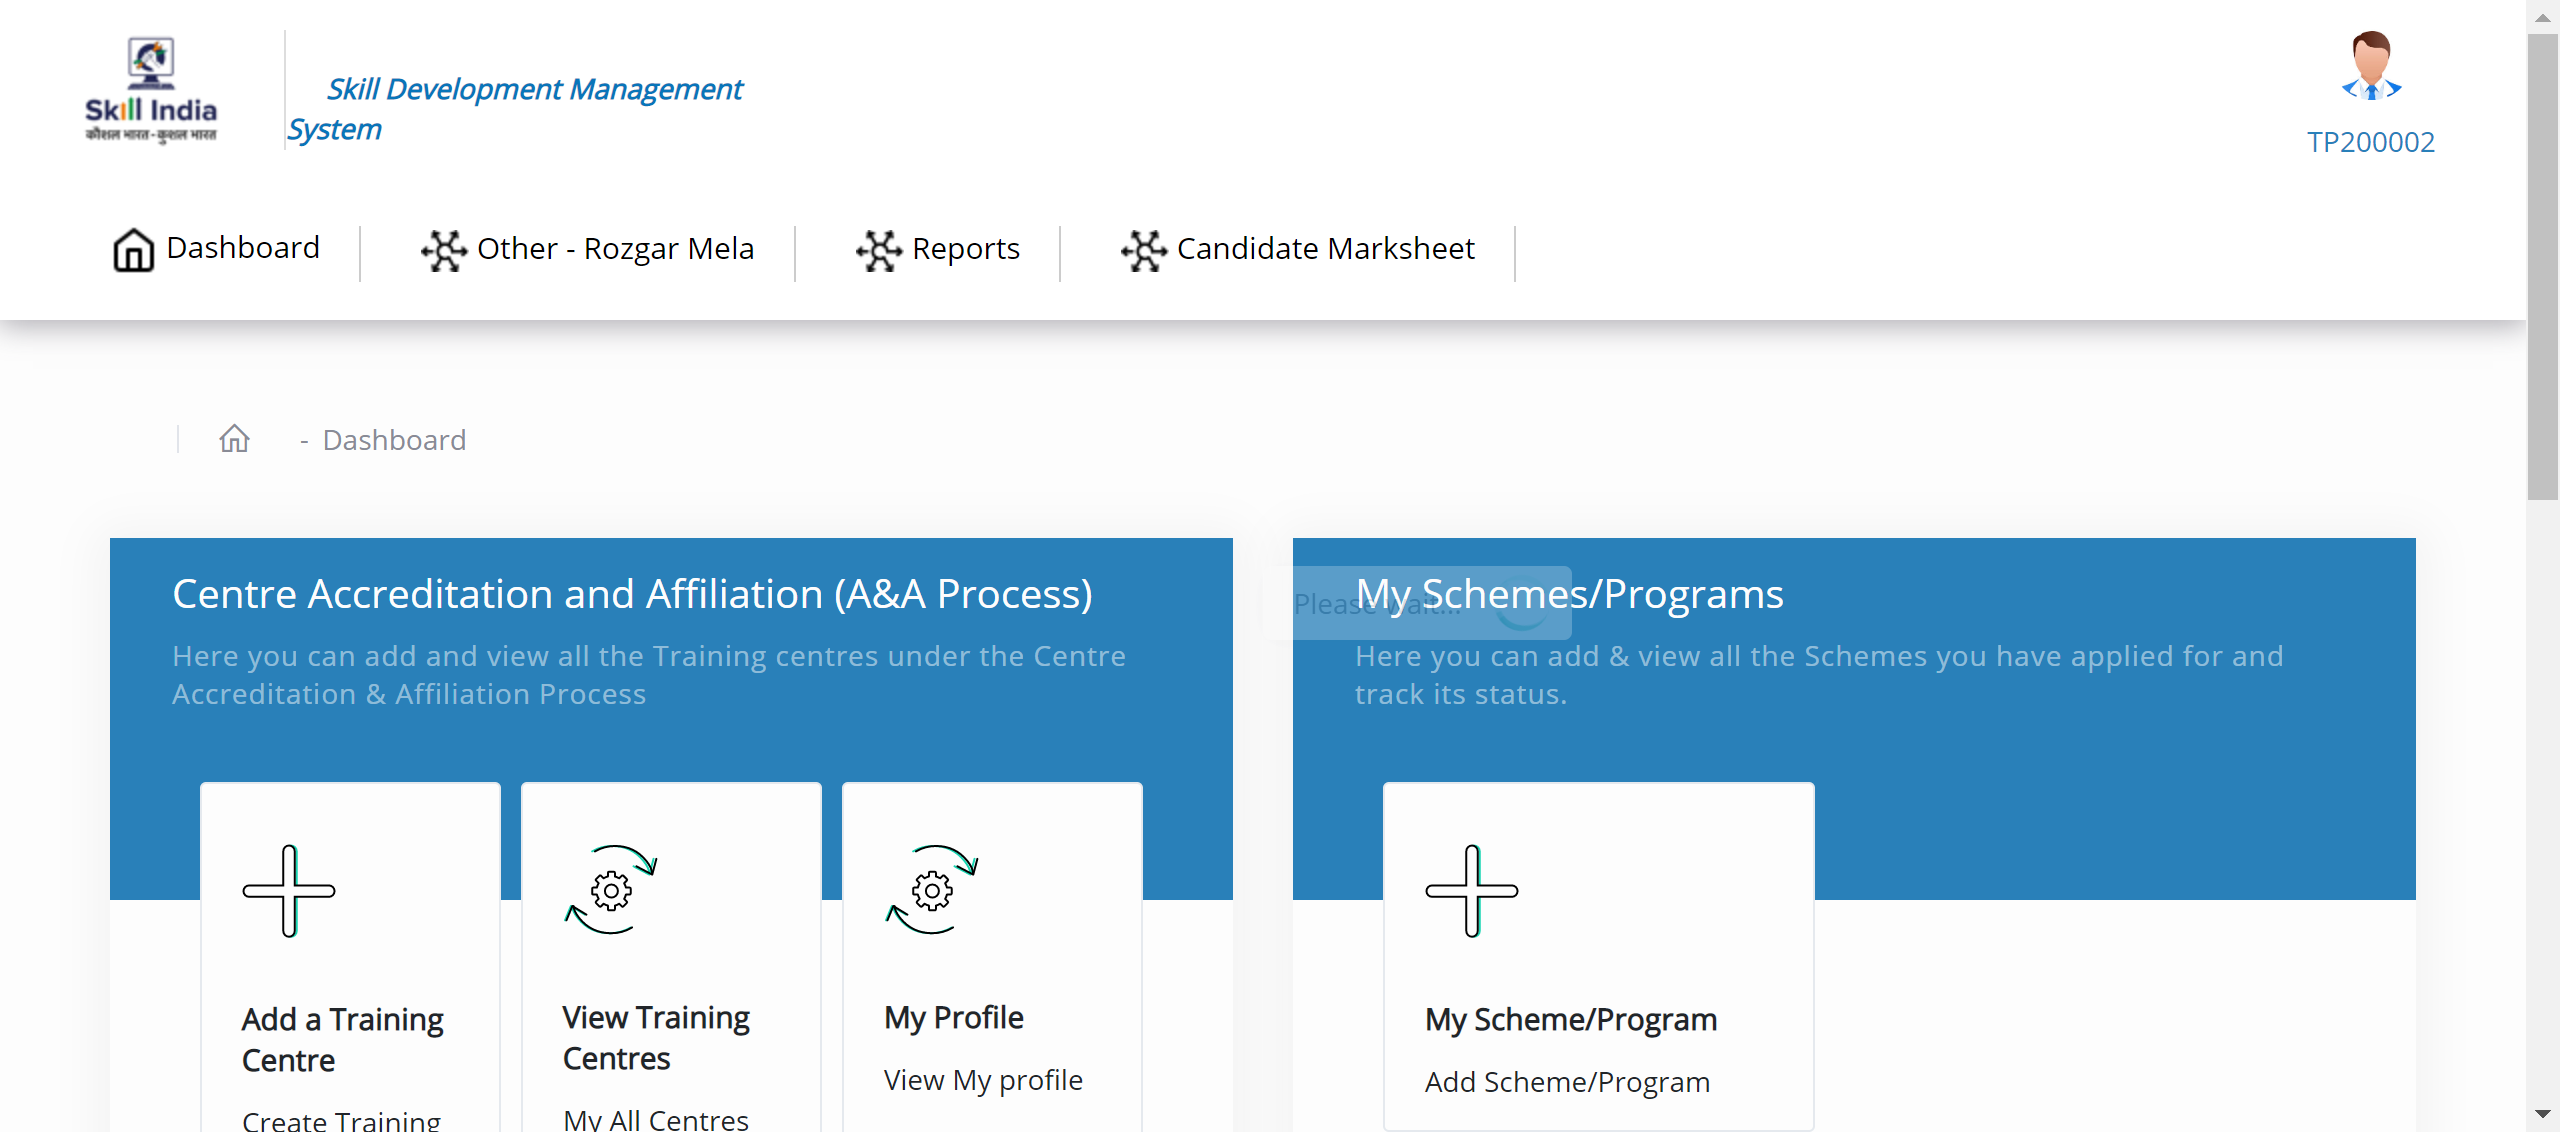 Skill India
कौशल भारत-कुशल भारत
Skill Development Management
System
TP200002
Dashboard
Other - Rozgar Mela
Reports
Candidate Marksheet
- Dashboard
Centre Accreditation and Affiliation (A&A Process)
Here you can add and view all the Training centres under the Centre
Accreditation & Affiliation Process
My Schemes/Programs
Please Wait...
Here you can add & view all the Schemes you have applied for and
track its status.
Add a Training
Centre
Create Training
View Training
Centres
My All Centres
My Profile
View My profile
My Scheme/Program
Add Scheme/Program